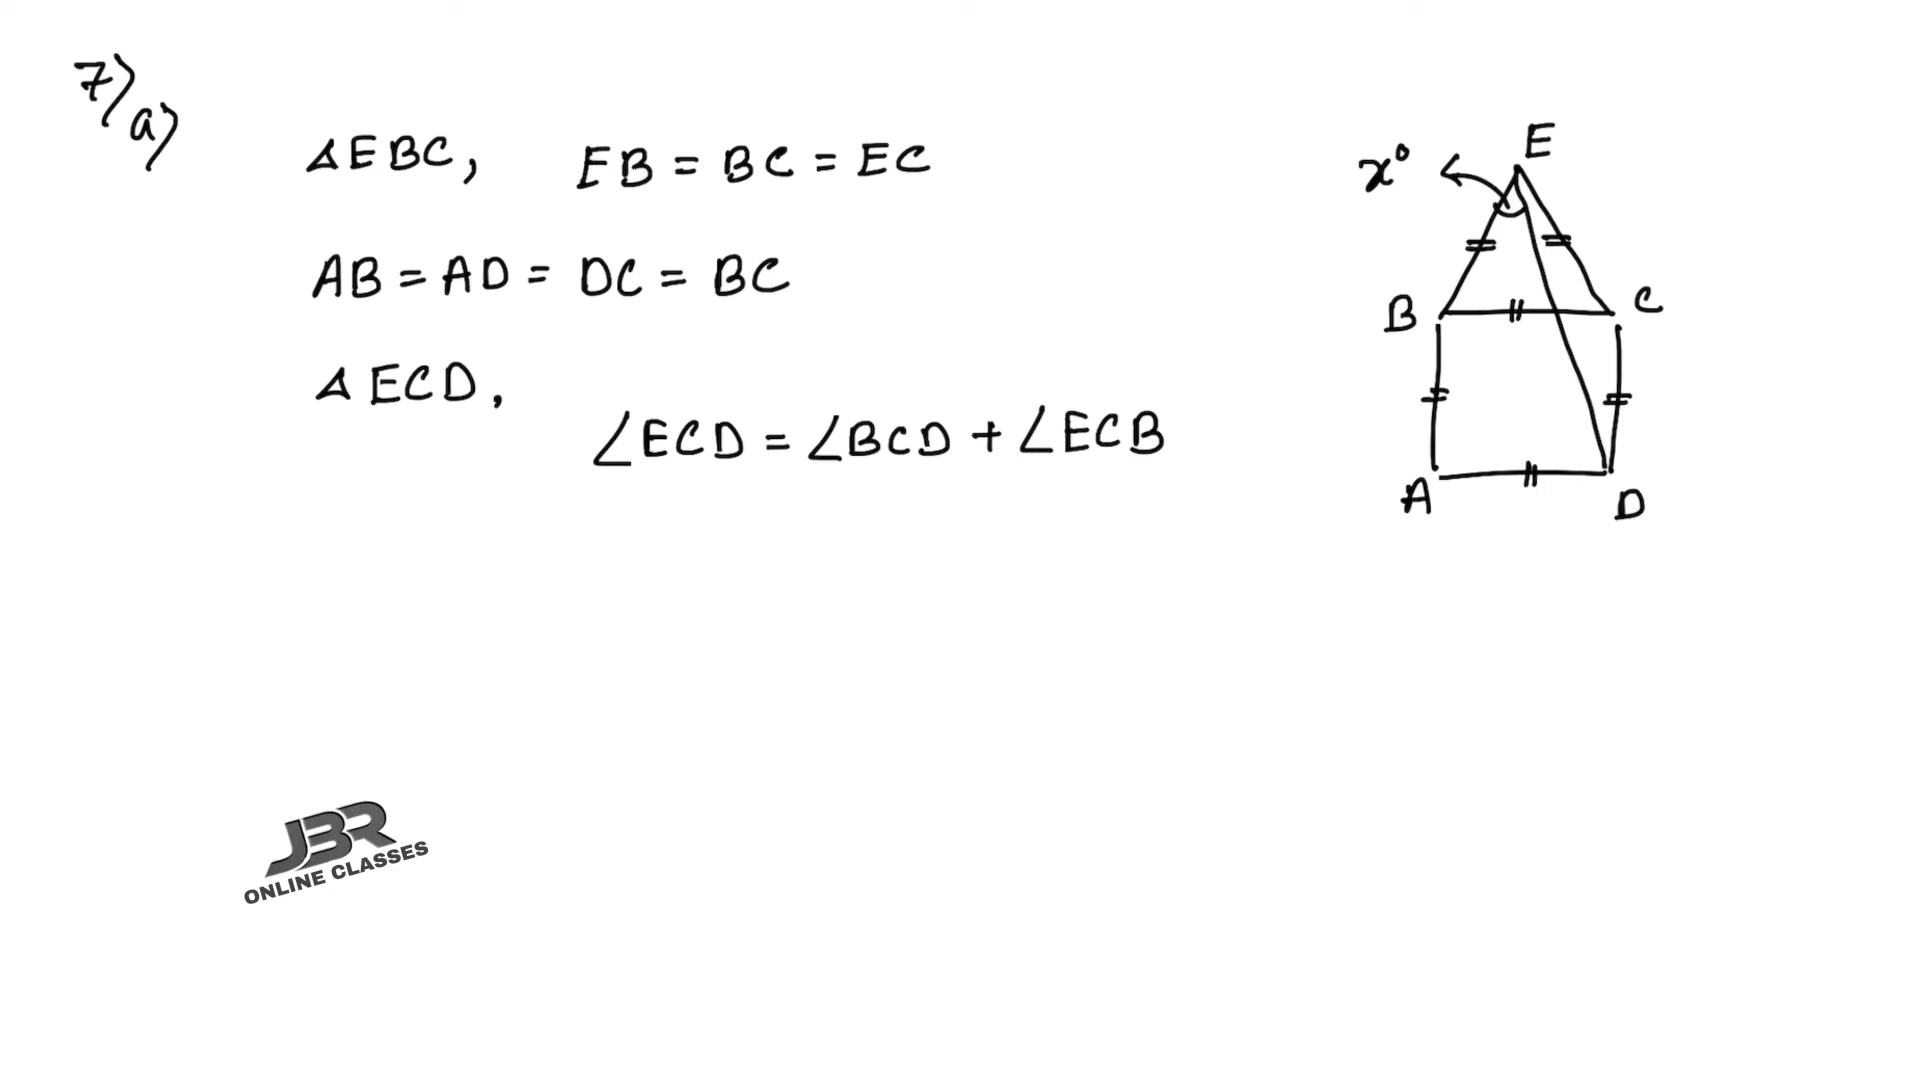 7)
a)
△EBC, EB = BC = EC
AB = AD = DC = BC
△ECD,
∠ECD = ∠BCD + ∠ECB
E
x°
B
C
A
D
JBR
ONLINE CLASSES